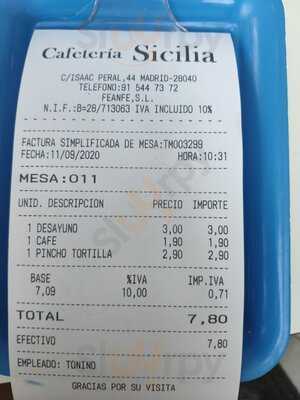 Cafetería Sicilia
C/ISAAC PERAL,44 MADRID-28040
TELEFONO:91 544 73 72
FEANFE,S.L.
N.I.F.:B=28/713083 IVA INCLUIDO 10%
FACTURA SIMPLIFICADA DE MESA:TM003299
FECHA:11/09/2020 HORA:10:31
MESA:011
UNID. DESCRIPCION PRECIO IMPORTE
1 DESAYUNO 3,00 3,00
1 CAFE 1,90 1,90
1 PINCHO TORTILLA 2,90 2,90
BASE %IVA IMP.IVA
7,09 10,00 0,71
TOTAL 7,80
EFECTIVO 7,80
EMPLEADO: TONINO
GRACIAS POR SU VISITA